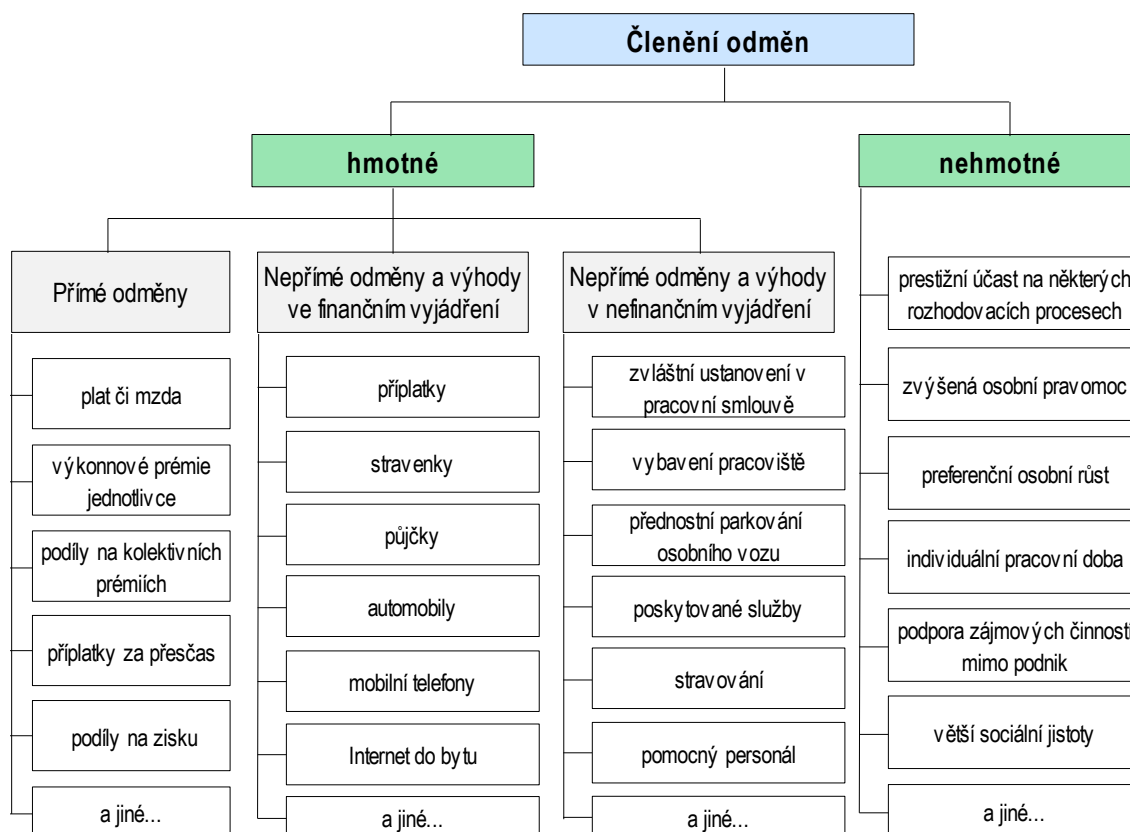 Členění odměn
hmotné
nehmotné
Přímé odměny
plat či mzda
výkonnové prémie
jednotlivce
podíly na kolektivních
prémiích
příplatky za přesčas
podíly na zisku
a jiné...
Nepřímé odměny a výhody
ve finančním vyjádření
příplatky
stravenky
půjčky
automobily
mobilní telefony
Internet do bytu
a jiné...
Nepřímé odměny a výhody
v nefinančním vyjádření
zvláštní ustanovení v
pracovní smlouvě
vybavení pracoviště
přednostní parkování
osobního vozu
poskytované služby
stravování
pomocný personál
a jiné...
prestižní účast na některých
rozhodovacích procesech
zvýšená osobní pravomoc
preferenční osobní růst
individuální pracovní doba
podpora zájmových činností
mimo podnik
větší sociální jistoty
a jiné...